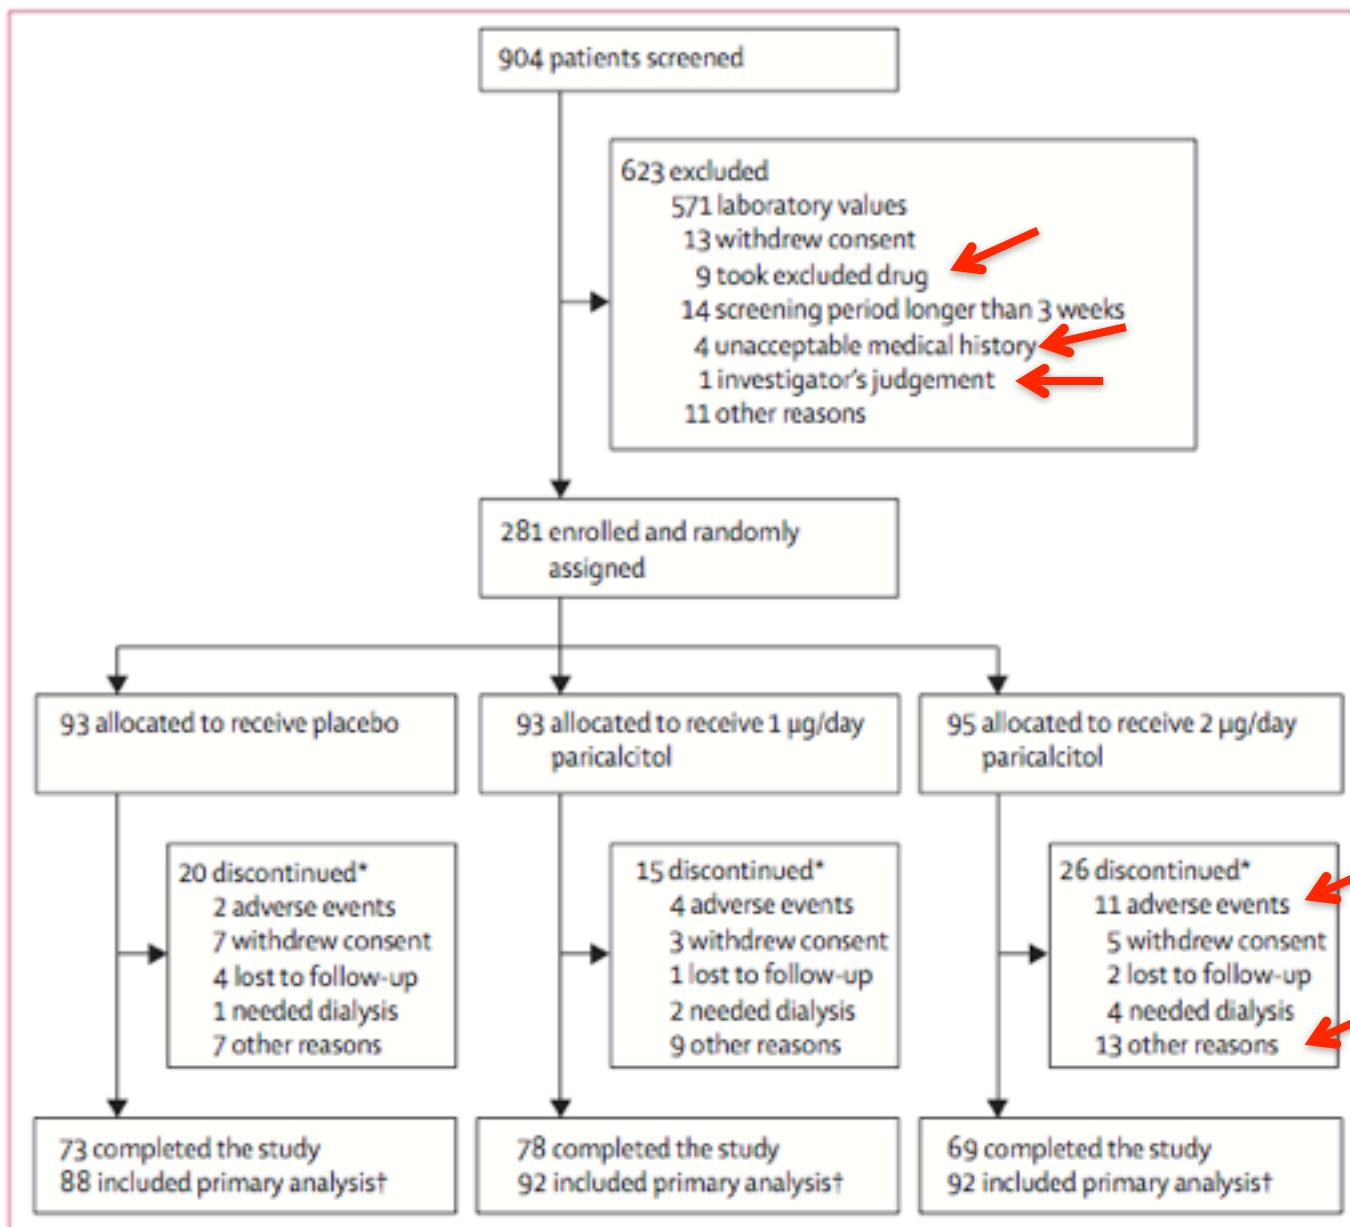 904 patients screened
623 excluded
571 laboratory values
13 withdrew consent
9 took excluded drug
14 screening period longer than 3 weeks
4 unacceptable medical history
1 investigator's judgement
11 other reasons
281 enrolled and randomly
assigned
93 allocated to receive placebo
93 allocated to receive 1 µg/day
paricalcitol
95 allocated to receive 2 µg/day
paricalcitol
20 discontinued*
2 adverse events
7 withdrew consent
4 lost to follow-up
1 needed dialysis
7 other reasons
15 discontinued*
4 adverse events
3 withdrew consent
1 lost to follow-up
2 needed dialysis
9 other reasons
26 discontinued*
11 adverse events
5 withdrew consent
2 lost to follow-up
4 needed dialysis
13 other reasons
73 completed the study
88 included primary analysis†
78 completed the study
92 included primary analysis†
69 completed the study
92 included primary analysis†